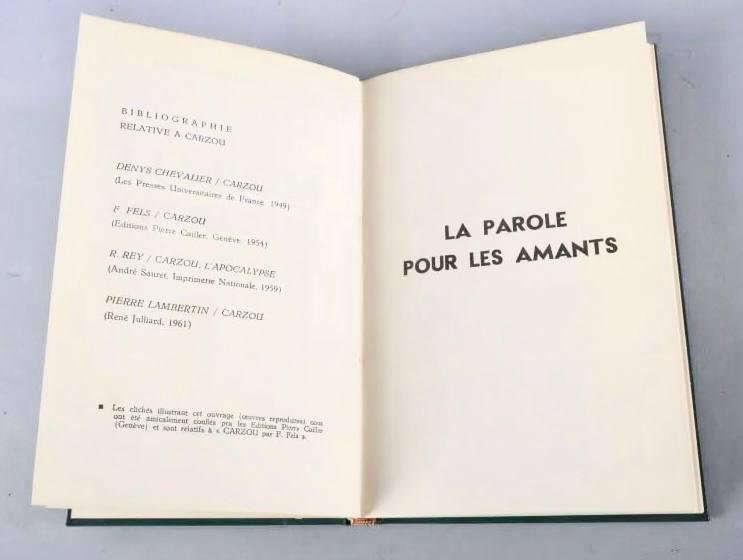 BIBLIOGRAPHIE
RELATIVE A CARZOU
DENYS CHEVALIER / CARZOU
(Les Presses Universitaires de France. 1949)
F. FELS / CARZOU
(Editions Pierre Cailler, Genève. 1954)
R. REY / CARZOU, L'APOCALYPSE
(André Sauret, Imprimerie Nationale, 1959)
PIERRE LAMBERTIN / CARZOU
(René Julliard, 1961)
■ Les clichés illustrant cet ouvrage (œuvres reproduites) nous
ont été amicalement confiés pra les Editions Pierre Cailler
(Genève) et sont relatifs à « CARZOU par F. Fels ».
LA PAROLE
POUR LES AMANTS